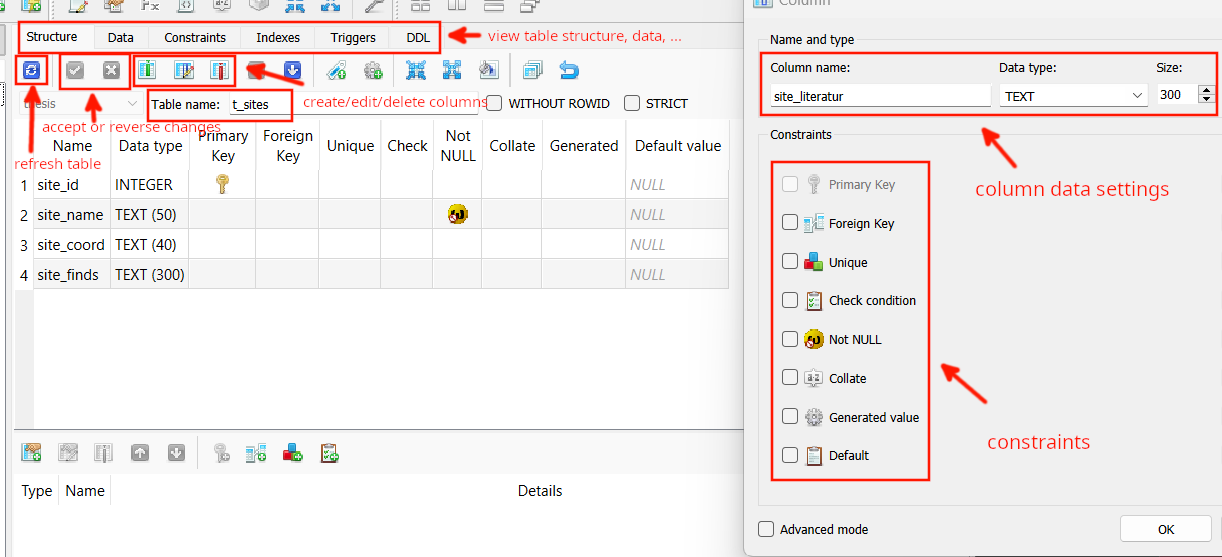 Column
Structure Data Constraints Indexes Triggers DDL
view table structure, data, ...
Table name: t_sites
create/edit/delete columns
WITHOUT ROWID STRICT
accept or reverse changes
refresh table
Name Data type Primary Key Foreign Key Unique Check Not NULL Collate Generated Default value
1 site_id INTEGER NULL
2 site_name TEXT (50) NULL
3 site_coord TEXT (40) NULL
4 site_finds TEXT (300) NULL
Type Name Details
Name and type
Column name: Data type: Size:
site_literatur TEXT 300
column data settings
Constraints
Primary Key
Foreign Key
Unique
Check condition
Not NULL
Collate
Generated value
Default
constraints
Advanced mode OK